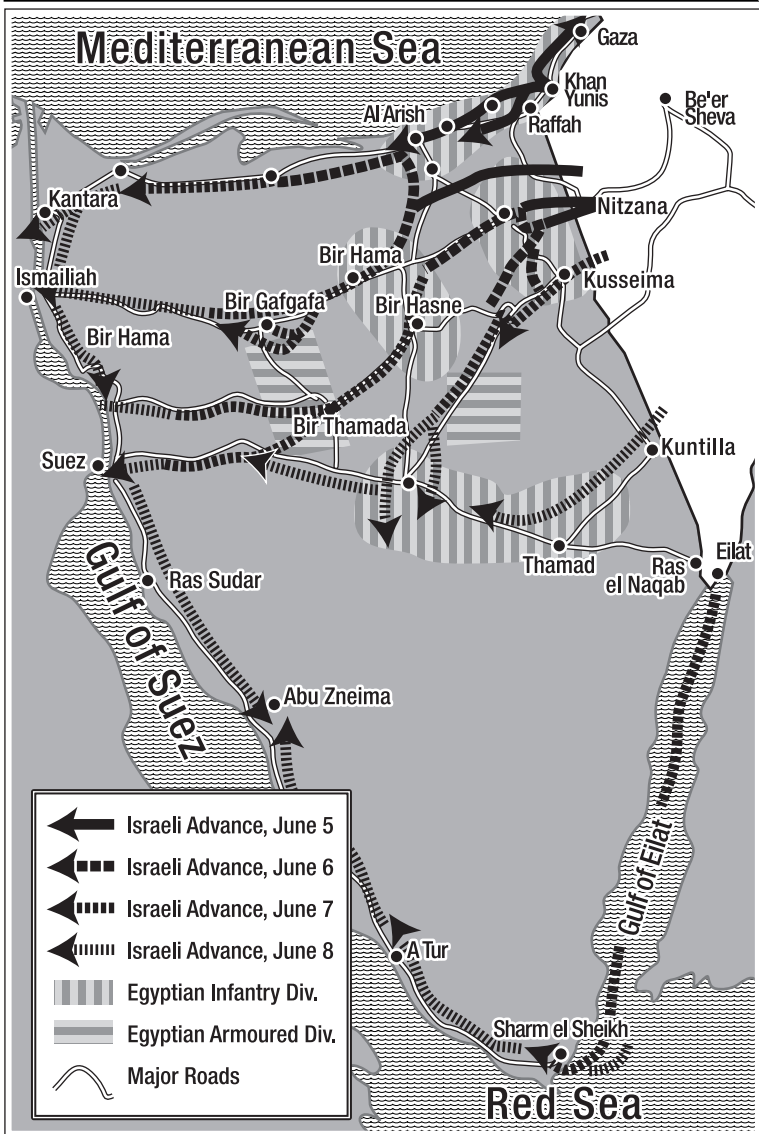 Mediterranean Sea
Gaza
Khan
Yunis
Be'er
Sheva
Al Arish
Raffah
Kantara
Nitzana
Bir Hama
Ismailiah
Kusseima
Bir Gafgafa
Bir Hasne
Bir Hama
Bir Thamada
Suez
Kuntilla
Thamad
Ras
el Naqab
Eilat
Gulf of Suez
Ras Sudar
Abu Zneima
Gulf of Eilat
A Tur
Sharm el Sheikh
Red Sea
Israeli Advance, June 5
Israeli Advance, June 6
Israeli Advance, June 7
Israeli Advance, June 8
Egyptian Infantry Div.
Egyptian Armoured Div.
Major Roads